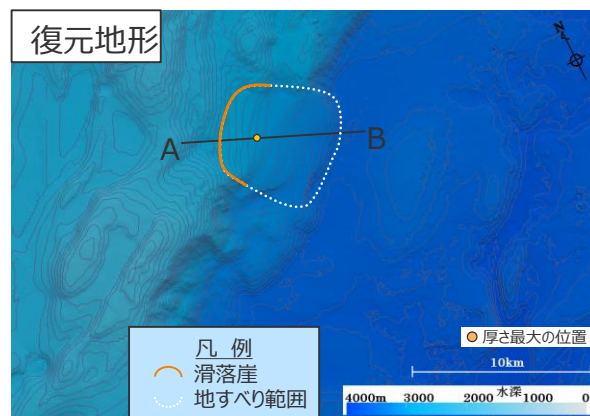 復元地形
N
A
B
凡 例
滑落崖
地すべり範囲
厚さ最大の位置
10km
4000m 3000 2000 水深 1000 0